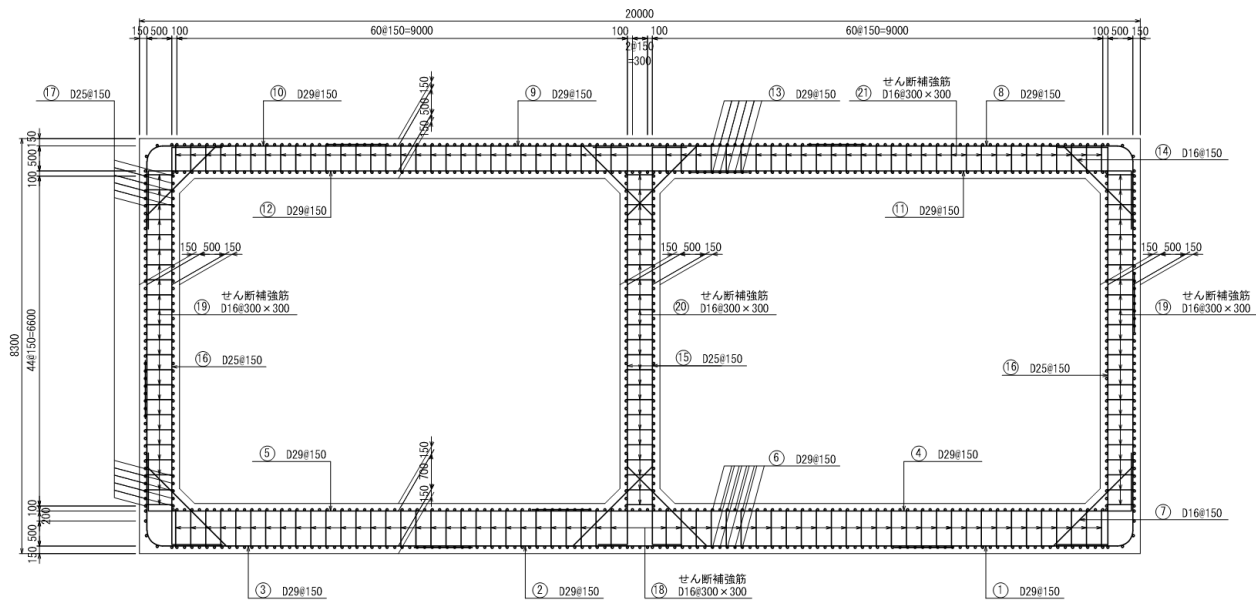 20000
150 500 100
60@150=9000
100
2@150
=300
100
60@150=9000
100 500 150
⑰ D25@150
⑩ D29@150
150
500
150
⑨ D29@150
⑬ D29@150
せん断補強筋
㉑ D16@300×300
⑧ D29@150
⑭ D16@150
150
500
100
⑫ D29@150
⑪ D29@150
150 500 150
150 500 150
150 500 150
せん断補強筋
⑲ D16@300×300
せん断補強筋
⑳ D16@300×300
せん断補強筋
⑲ D16@300×300
8300
44@150=6600
⑯ D25@150
⑮ D25@150
⑯ D25@150
⑤ D29@150
150
700
150
⑥ D29@150
④ D29@150
⑦ D16@150
100
200
500
150
③ D29@150
② D29@150
せん断補強筋
⑱ D16@300×300
① D29@150